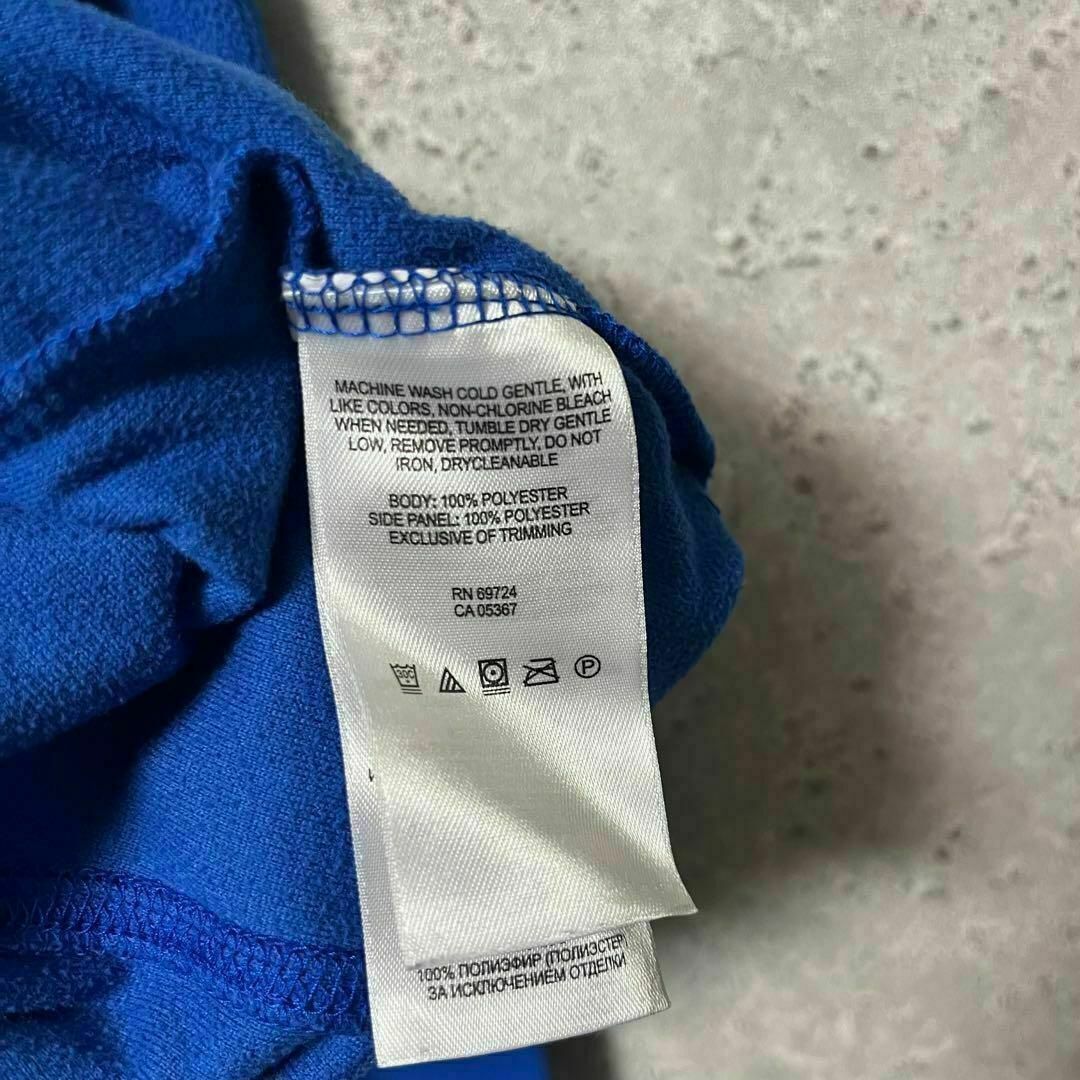 MACHINE WASH COLD GENTLE, WITH
LIKE COLORS, NON-CHLORINE BLEACH
WHEN NEEDED, TUMBLE DRY GENTLE
LOW, REMOVE PROMPTLY, DO NOT
IRON, DRYCLEANABLE
BODY: 100% POLYESTER
SIDE PANEL: 100% POLYESTER
EXCLUSIVE OF TRIMMING
RN 69724
CA 05367
30C
P
100% ПОЛИЭФИР (ПОЛИЭСТЕР
ЗА ИСКЛЮЧЕНИЕМ ОТДЕЛКИ